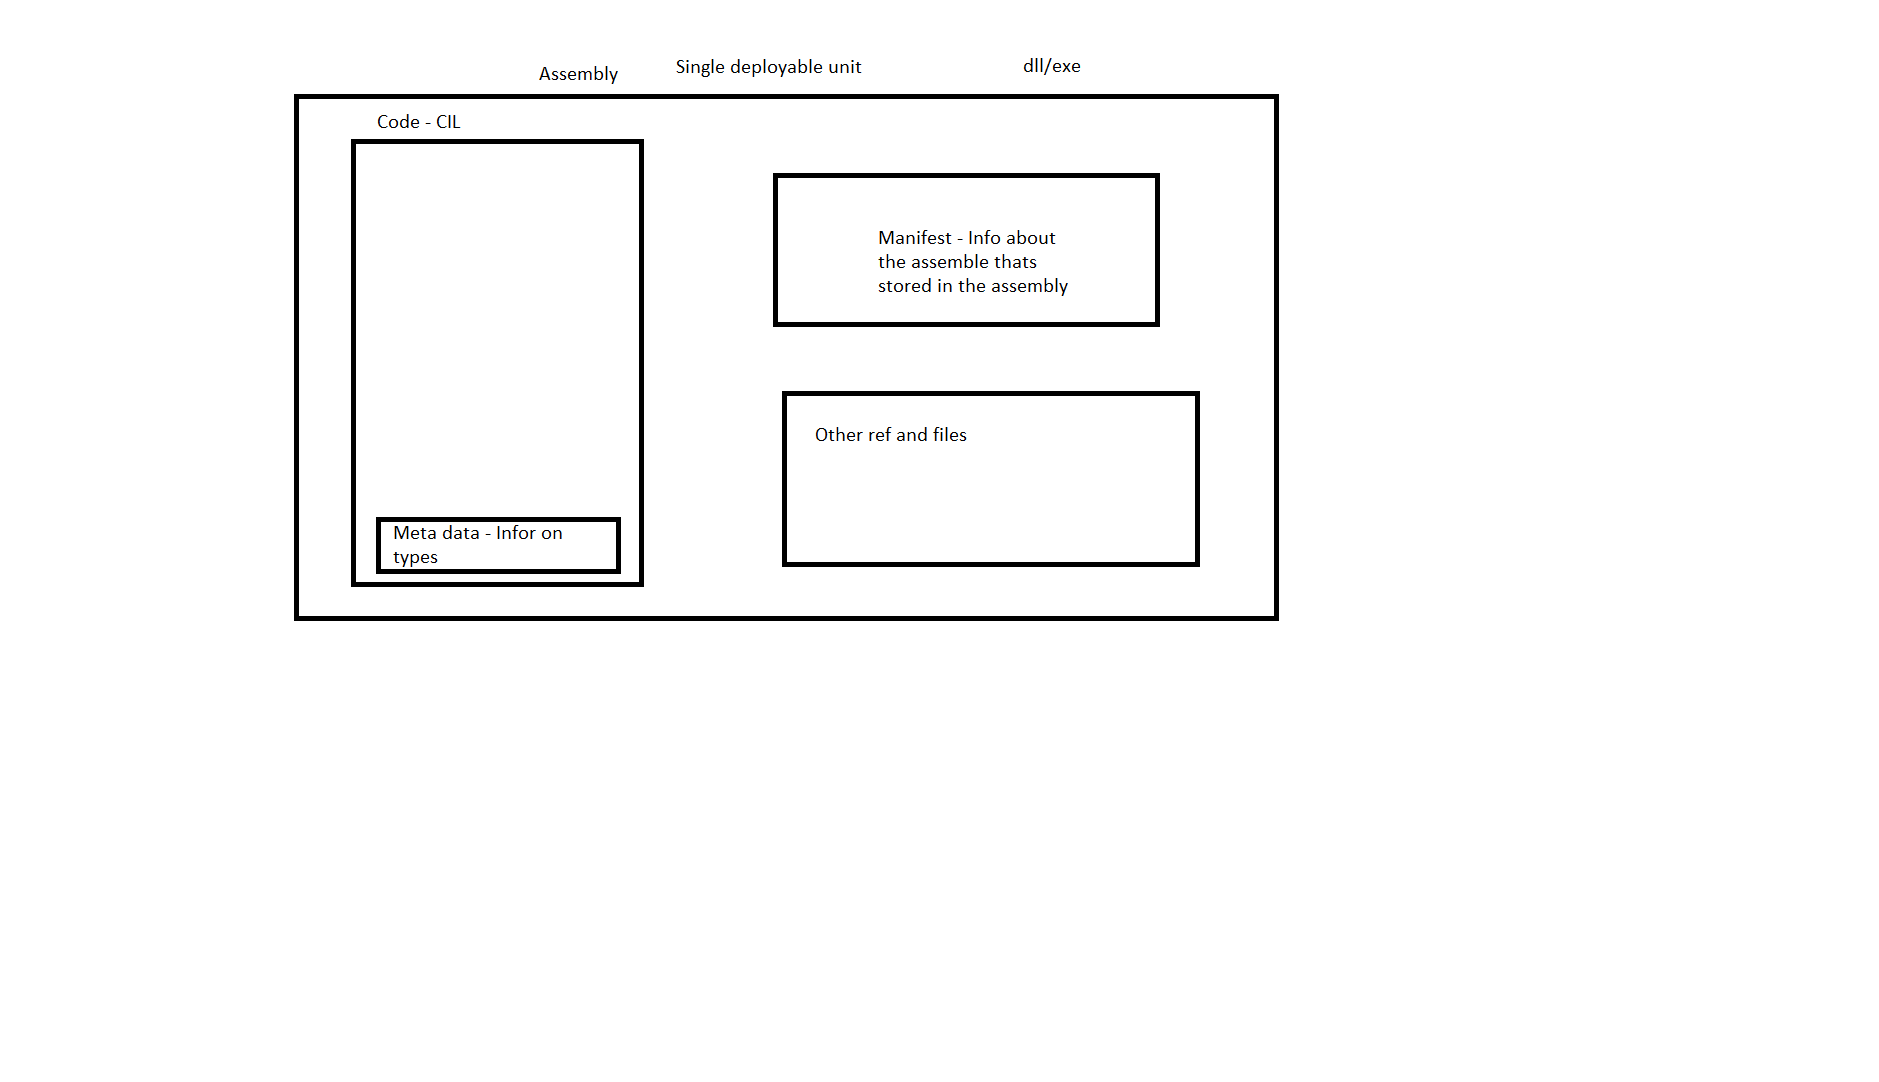 Assembly
Single deployable unit
dll/exe
Code - CIL
Manifest - Info about
the assemble thats
stored in the assembly
Other ref and files
Meta data - Infor on
types